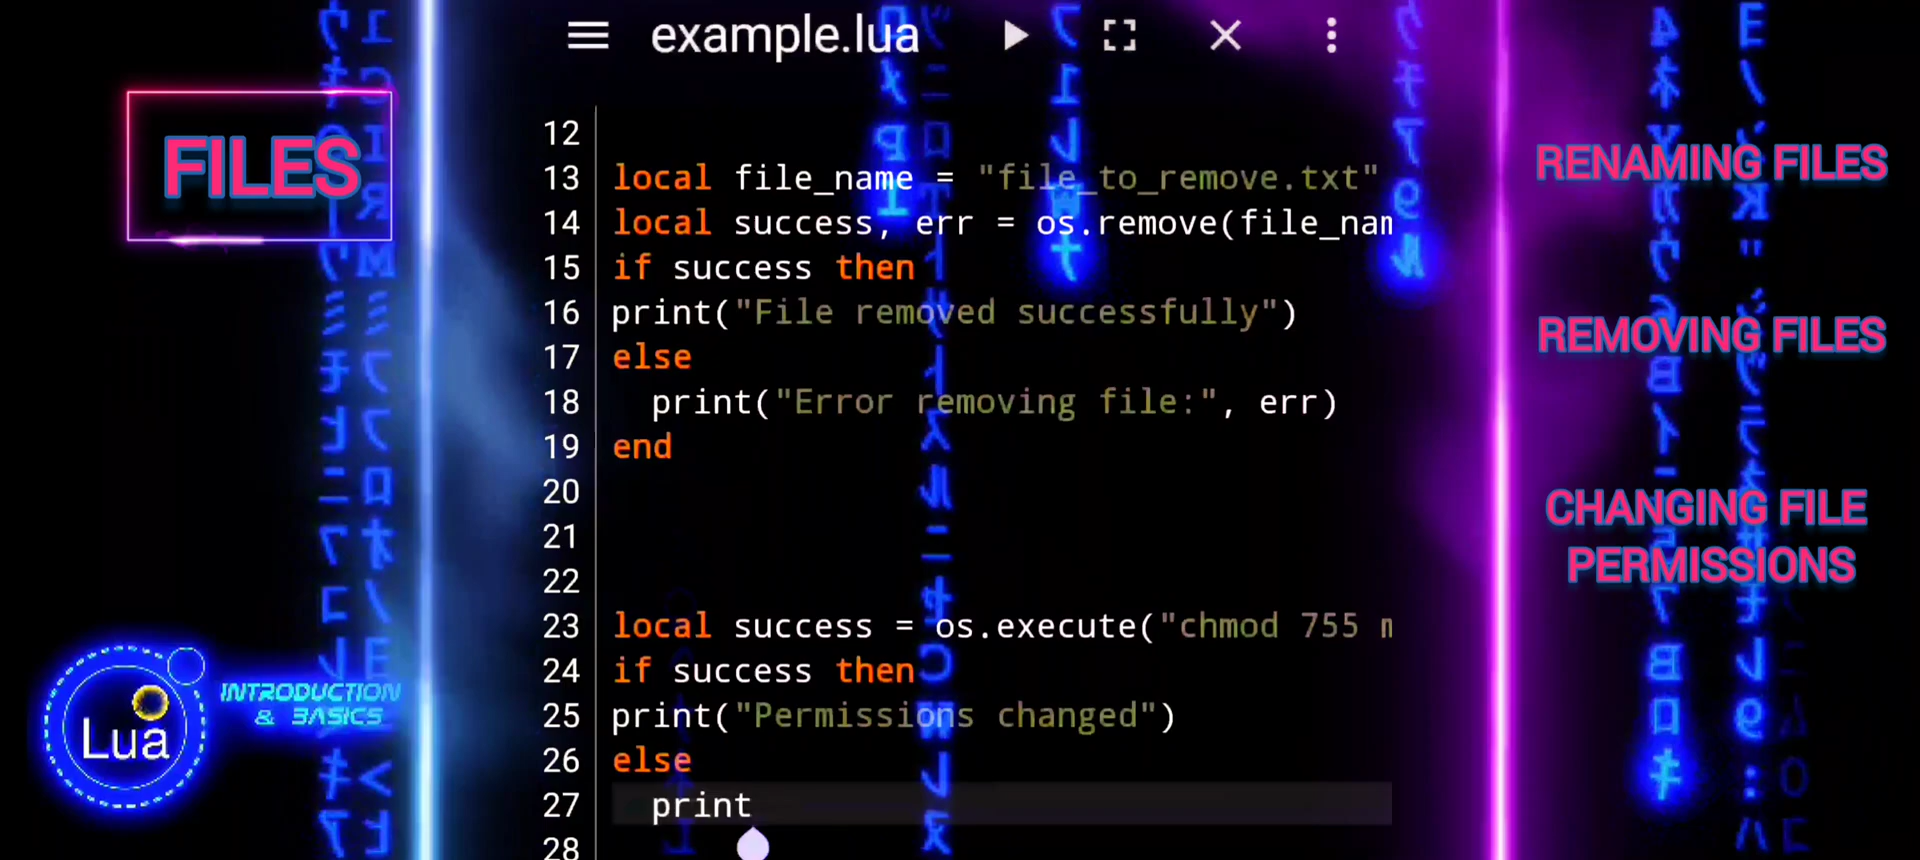 example.lua
FILES
12
13 local file_name = "file_to_remove.txt"
14 local success, err = os.remove(file_nam
15 if success then
16 print("File removed successfully")
17 else
18   print("Error removing file:", err)
19 end
20
21
22
23 local success = os.execute("chmod 755 m
24 if success then
25 print("Permissions changed")
26 else
27   print
28
RENAMING FILES
REMOVING FILES
CHANGING FILE
PERMISSIONS
Lua
INTRODUCTION
& BASICS